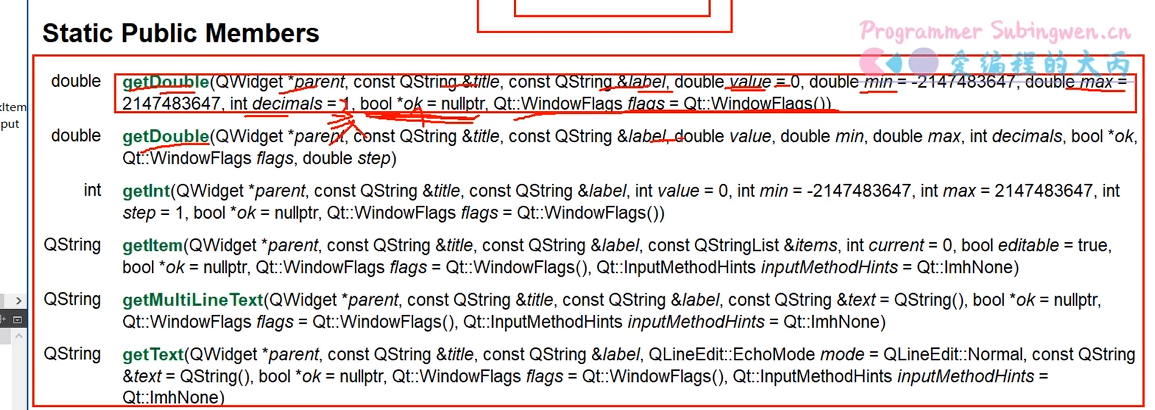 Programmer Subingwen.cn
爱编程的大丙
Static Public Members
double getDouble(QWidget *parent, const QString &title, const QString &label, double value = 0, double min = -2147483647, double max =
2147483647, int decimals = 1, bool *ok = nullptr, Qt::WindowFlags flags = Qt::WindowFlags())
double getDouble(QWidget *parent, const QString &title, const QString &label, double value, double min, double max, int decimals, bool *ok,
Qt::WindowFlags flags, double step)
int getInt(QWidget *parent, const QString &title, const QString &label, int value = 0, int min = -2147483647, int max = 2147483647, int
step = 1, bool *ok = nullptr, Qt::WindowFlags flags = Qt::WindowFlags())
QString getItem(QWidget *parent, const QString &title, const QString &label, const QStringList &items, int current = 0, bool editable = true,
bool *ok = nullptr, Qt::WindowFlags flags = Qt::WindowFlags(), Qt::InputMethodHints inputMethodHints = Qt::ImhNone)
QString getMultiLineText(QWidget *parent, const QString &title, const QString &label, const QString &text = QString(), bool *ok = nullptr,
Qt::WindowFlags flags = Qt::WindowFlags(), Qt::InputMethodHints inputMethodHints = Qt::ImhNone)
QString getText(QWidget *parent, const QString &title, const QString &label, QLineEdit::EchoMode mode = QLineEdit::Normal, const QString
&text = QString(), bool *ok = nullptr, Qt::WindowFlags flags = Qt::WindowFlags(), Qt::InputMethodHints inputMethodHints =
Qt::ImhNone)